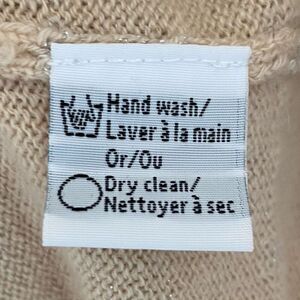 Hand wash/
Laver à la main
Or/Ou
Dry clean/
Nettoyer à sec